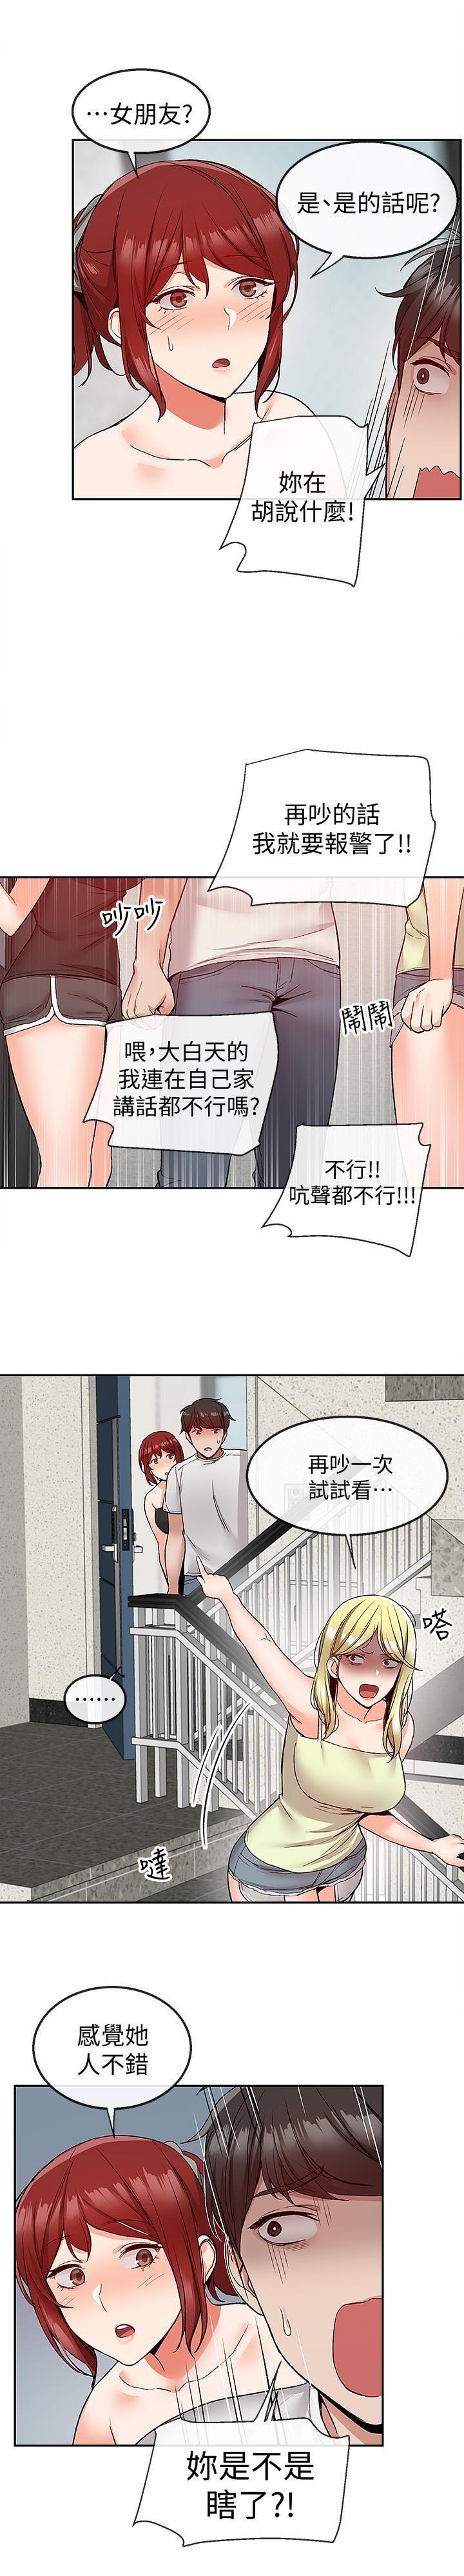 …女朋友?
是、是的話呢?
妳在
胡說什麼!
再吵的話
我就要報警了!!
吵吵
鬧鬧
喂,大白天的
我連在自己家
講話都不行嗎?
不行!!
吭聲都不行!!!
再吵一次
試試看…
嗒
……
噠
感覺她
人不錯
妳是不是
瞎了?!